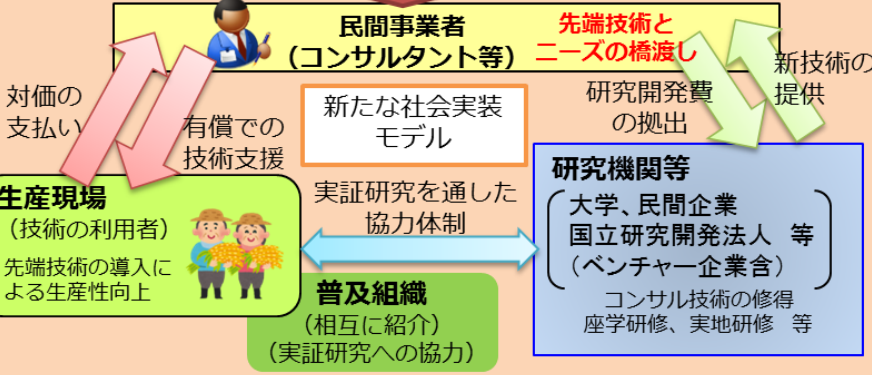 民間事業者
（コンサルタント等）
先端技術と
ニーズの橋渡し
対価の
支払い
有償での
技術支援
新たな社会実装
モデル
研究開発費
の拠出
新技術の
提供
生産現場
（技術の利用者）
先端技術の導入に
よる生産性向上
実証研究を通した
協力体制
普及組織
（相互に紹介）
（実証研究への協力）
研究機関等
大学、民間企業
国立研究開発法人　等
（ベンチャー企業含）
コンサル技術の修得
座学研修、実地研修　等